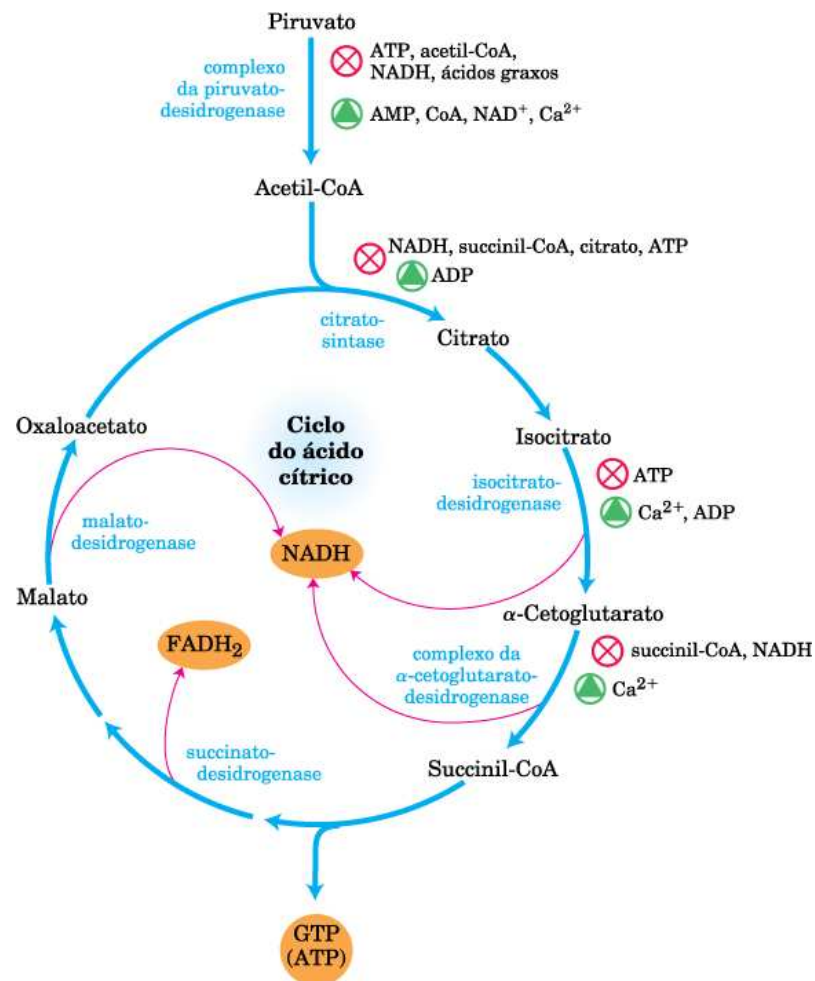 Piruvato
complexo
da piruvato-
desidrogenase
ATP, acetil-CoA,
NADH, ácidos graxos
AMP, CoA, NAD⁺, Ca²⁺
Acetil-CoA
NADH, succinil-CoA, citrato, ATP
ADP
citrato-
sintase
Citrato
Oxaloacetato
Ciclo
do ácido
cítrico
Isocitrato
isocitrato-
desidrogenase
ATP
Ca²⁺, ADP
malato-
desidrogenase
NADH
Malato
α-Cetoglutarato
FADH₂
complexo da
α-cetoglutarato-
desidrogenase
succinil-CoA, NADH
Ca²⁺
succinato-
desidrogenase
Succinil-CoA
GTP
(ATP)